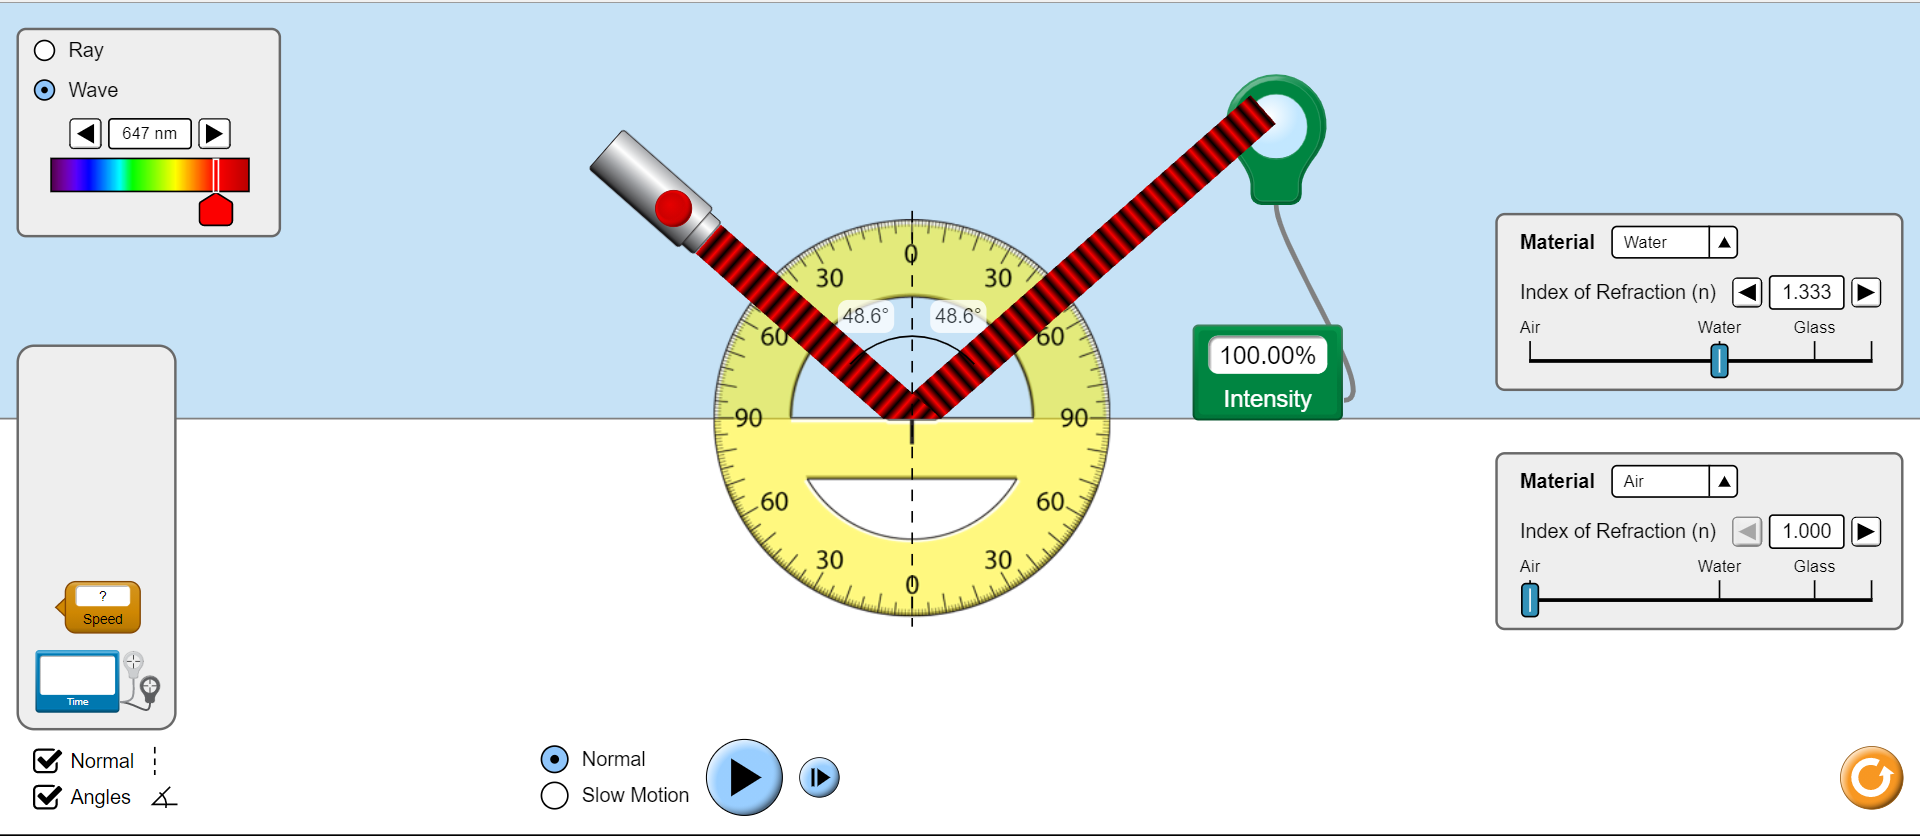 Ray
Wave
647 nm
Material Water
Index of Refraction (n) 1.333
Air Water Glass
0
30 30
48.6° 48.6°
60 60
90 90
60 60
30 30
0
100.00%
Intensity
Material Air
Index of Refraction (n) 1.000
Air Water Glass
?
Speed
Time
Normal
Angles
Normal
Slow Motion